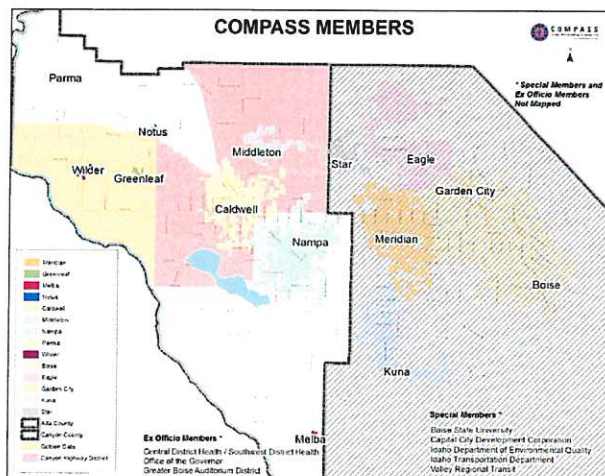 COMPASS MEMBERS
COMPASS
* Special Members and
Ex Officio Members
Not Mapped
Parma
Notus
Middleton
Star
Eagle
Wilder
Greenleaf
Garden City
Caldwell
Nampa
Meridian
Boise
Kuna
Melba
Meridian
Greenleaf
Melba
Notus
Caldwell
Middleton
Nampa
Parma
Wilder
Boise
Eagle
Garden City
Kuna
Star
Ada County
Canyon County
Golden Gate
Canyon Highway District
Ex Officio Members *
Central District Health / Southwest District Health
Office of the Governor
Greater Boise Auditorium District
Special Members *
Boise State University
Capital City Development Corporation
Idaho Department of Environmental Quality
Idaho Transportation Department
Valley Regional Transit